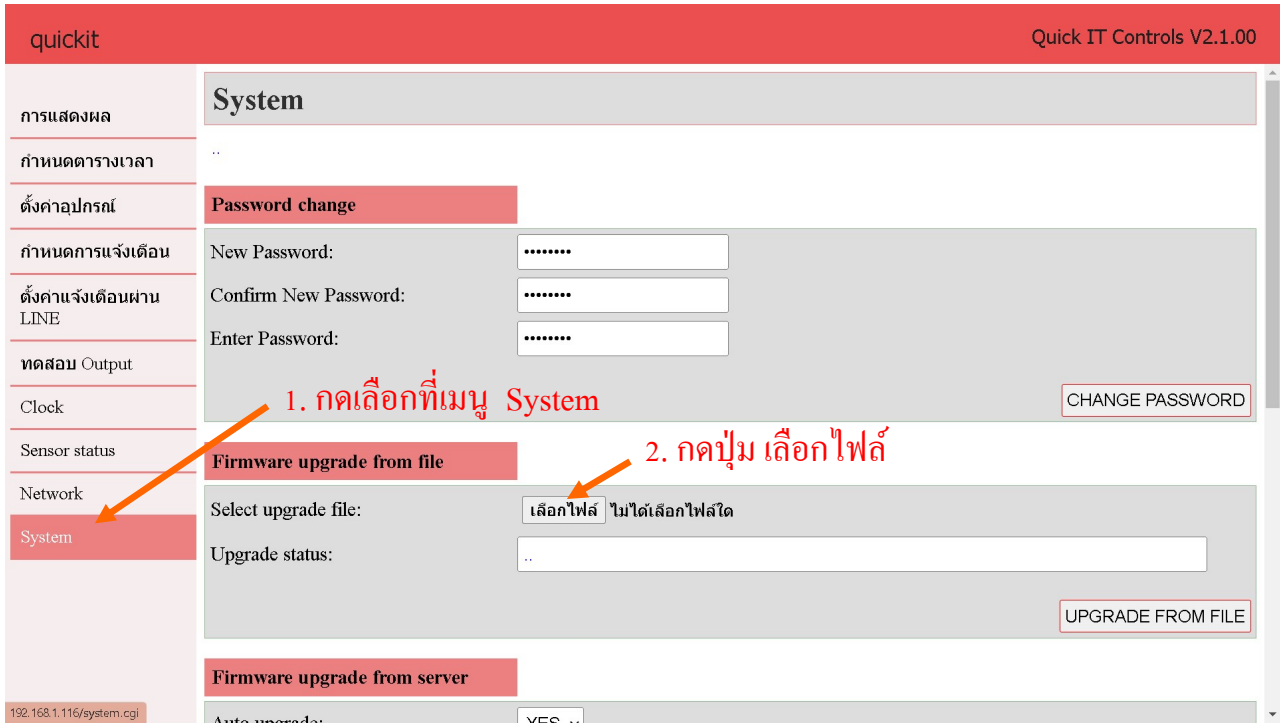 quickit
Quick IT Controls V2.1.00
การแสดงผล
กำหนดตารางเวลา
ตั้งค่าอุปกรณ์
กำหนดการแจ้งเตือน
ตั้งค่าแจ้งเตือนผ่าน
LINE
ทดสอบ Output
Clock
Sensor status
Network
System
System
..
Password change
New Password:
••••••••
Confirm New Password:
••••••••
Enter Password:
••••••••
1. กดเลือกที่เมนู System
CHANGE PASSWORD
2. กดปุ่ม เลือกไฟล์
Firmware upgrade from file
Select upgrade file:
เลือกไฟล์ ไม่ได้เลือกไฟล์ใด
Upgrade status:
..
UPGRADE FROM FILE
Firmware upgrade from server
Auto upgrade:
YES
192.168.1.116/system.cgi